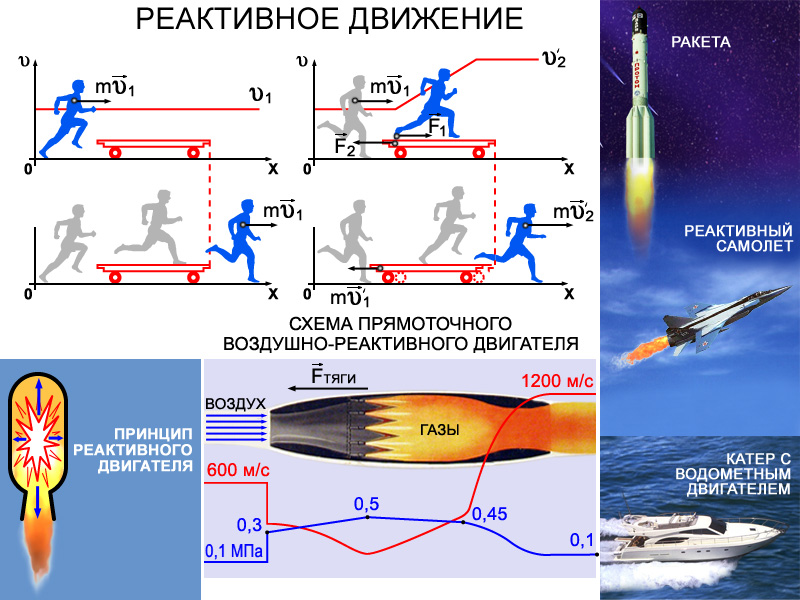 РЕАКТИВНОЕ ДВИЖЕНИЕ
υ
mυ⃗₁
υ₁
0
X
υ
mυ⃗₁
υ′₂
F⃗₁
F⃗₂
0
X
mυ⃗₁
0
X
mυ⃗′₂
mυ⃗′₁
0
X
РАКЕТА
ПРОТОН
РЕАКТИВНЫЙ
САМОЛЕТ
КАТЕР С
ВОДОМЕТНЫМ
ДВИГАТЕЛЕМ
СХЕМА ПРЯМОТОЧНОГО
ВОЗДУШНО-РЕАКТИВНОГО ДВИГАТЕЛЯ
ПРИНЦИП
РЕАКТИВНОГО
ДВИГАТЕЛЯ
F⃗ТЯГИ
1200 м/с
ВОЗДУХ
ГАЗЫ
600 м/с
0,3
0,5
0,45
0,1 МПа
0,1